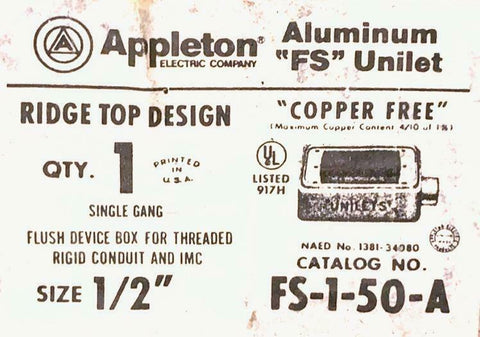 Appleton®
ELECTRIC COMPANY
Aluminum
"FS" Unilet
RIDGE TOP DESIGN
QTY. 1
PRINTED
IN
U.S.A.
SINGLE GANG
FLUSH DEVICE BOX FOR THREADED
RIGID CONDUIT AND IMC
SIZE 1/2"
"COPPER FREE"
(Maximum Copper Content 4/10 of 1%)
UL
LISTED
917H
UNILETS
NAED No. 1381-34080
CATALOG NO.
FS-1-50-A